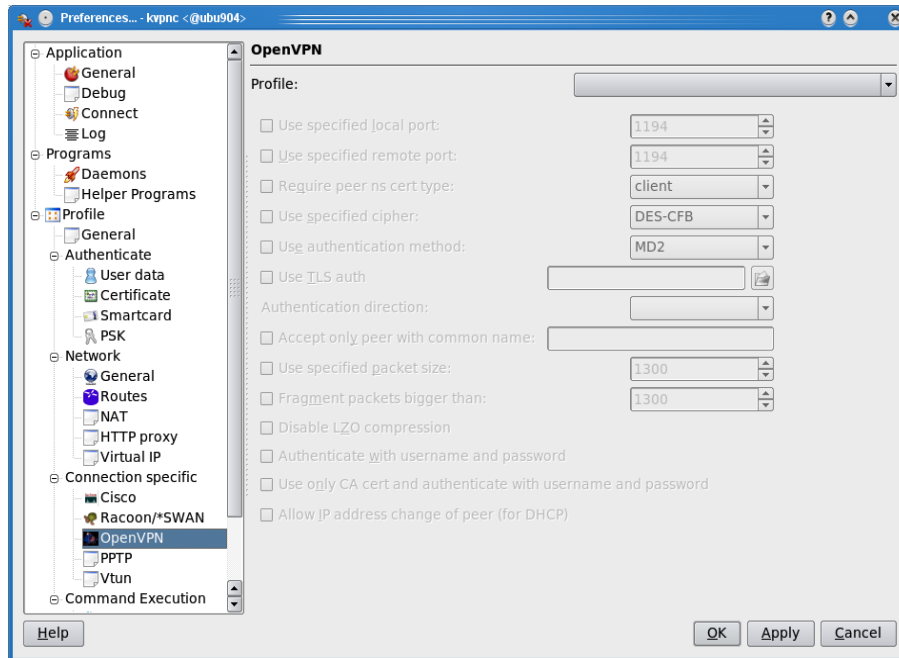 Preferences... - kvpnc <@ubu904>
Application
General
Debug
Connect
Log
Programs
Daemons
Helper Programs
Profile
General
Authenticate
User data
Certificate
Smartcard
PSK
Network
General
Routes
NAT
HTTP proxy
Virtual IP
Connection specific
Cisco
Racoon/*SWAN
OpenVPN
PPTP
Vtun
Command Execution
OpenVPN
Profile:
Use specified local port: 1194
Use specified remote port: 1194
Require peer ns cert type: client
Use specified cipher: DES-CFB
Use authentication method: MD2
Use TLS auth
Authentication direction:
Accept only peer with common name:
Use specified packet size: 1300
Fragment packets bigger than: 1300
Disable LZO compression
Authenticate with username and password
Use only CA cert and authenticate with username and password
Allow IP address change of peer (for DHCP)
Help OK Apply Cancel